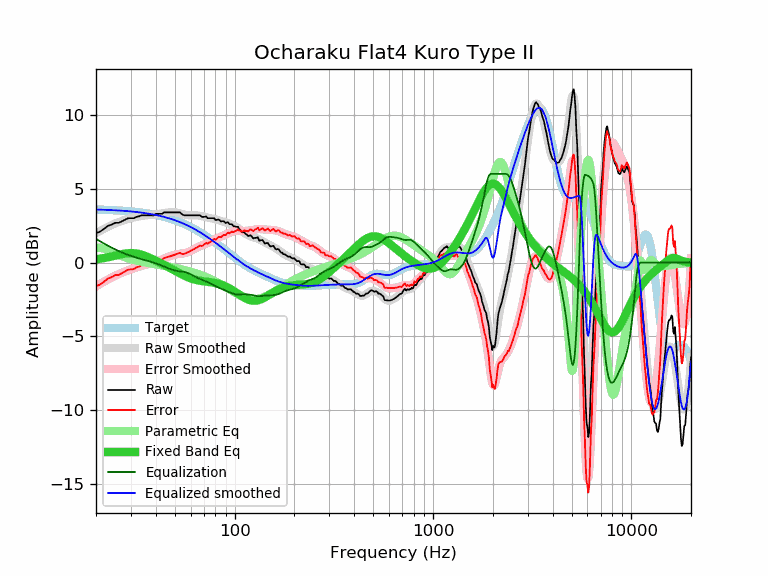 Ocharaku Flat4 Kuro Type II
10
5
0
−5
−10
−15
Amplitude (dBr)
Target
Raw Smoothed
Error Smoothed
Raw
Error
Parametric Eq
Fixed Band Eq
Equalization
Equalized smoothed
100
1000
10000
Frequency (Hz)